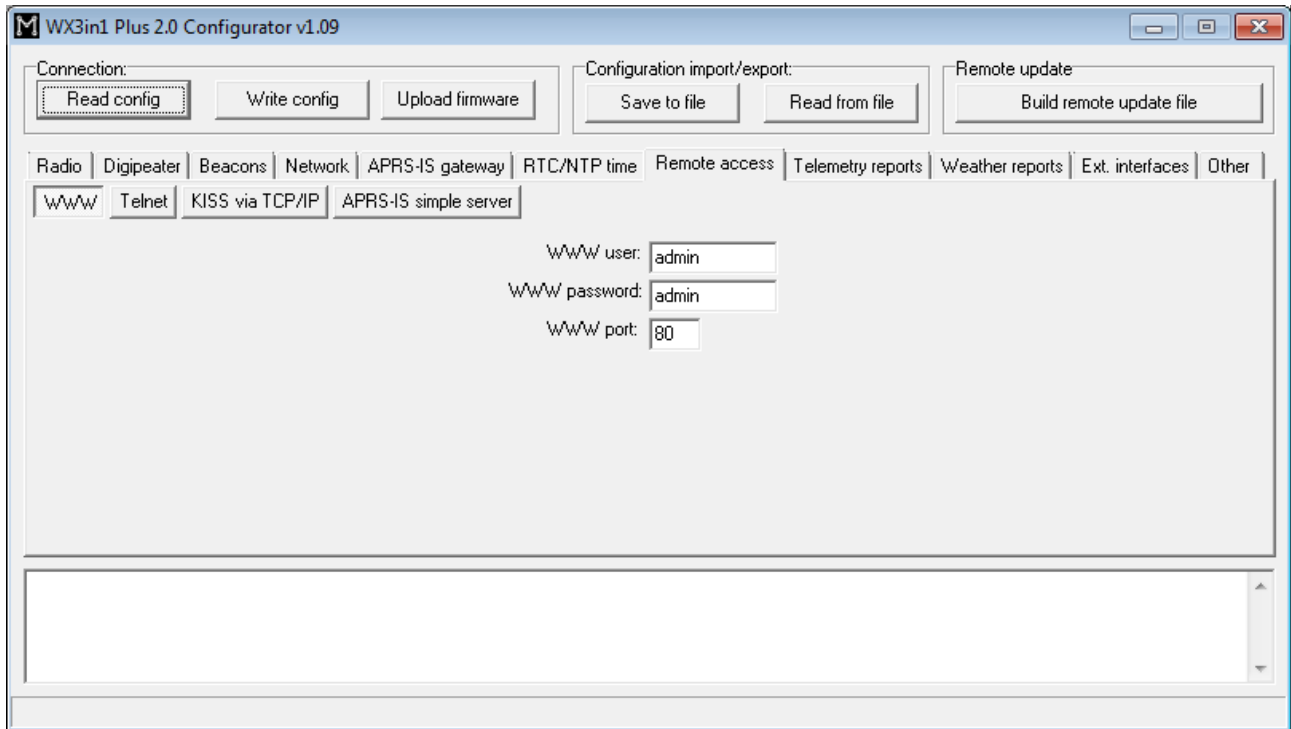 WX3in1 Plus 2.0 Configurator v1.09
Connection: Configuration import/export: Remote update
Read config Write config Upload firmware Save to file Read from file Build remote update file
Radio Digipeater Beacons Network APRS-IS gateway RTC/NTP time Remote access Telemetry reports Weather reports Ext. interfaces Other
WWW Telnet KISS via TCP/IP APRS-IS simple server
WWW user: admin
WWW password: admin
WWW port: 80